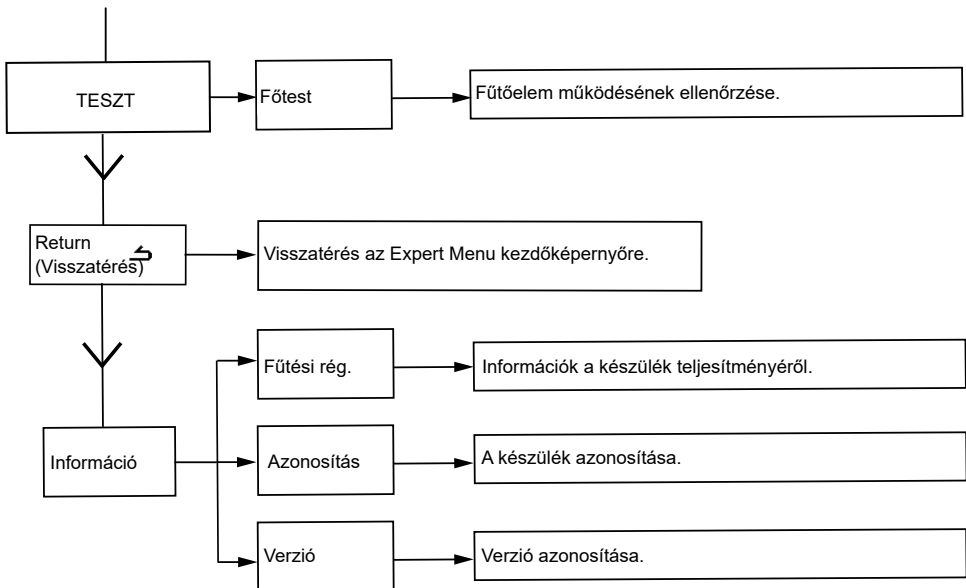 TESZT
Főtest
Fűtőelem működésének ellenőrzése.
Return
(Visszatérés)
Visszatérés az Expert Menu kezdőképernyőre.
Fűtési rég.
Információk a készülék teljesítményéről.
Információ
Azonosítás
A készülék azonosítása.
Verzió
Verzió azonosítása.